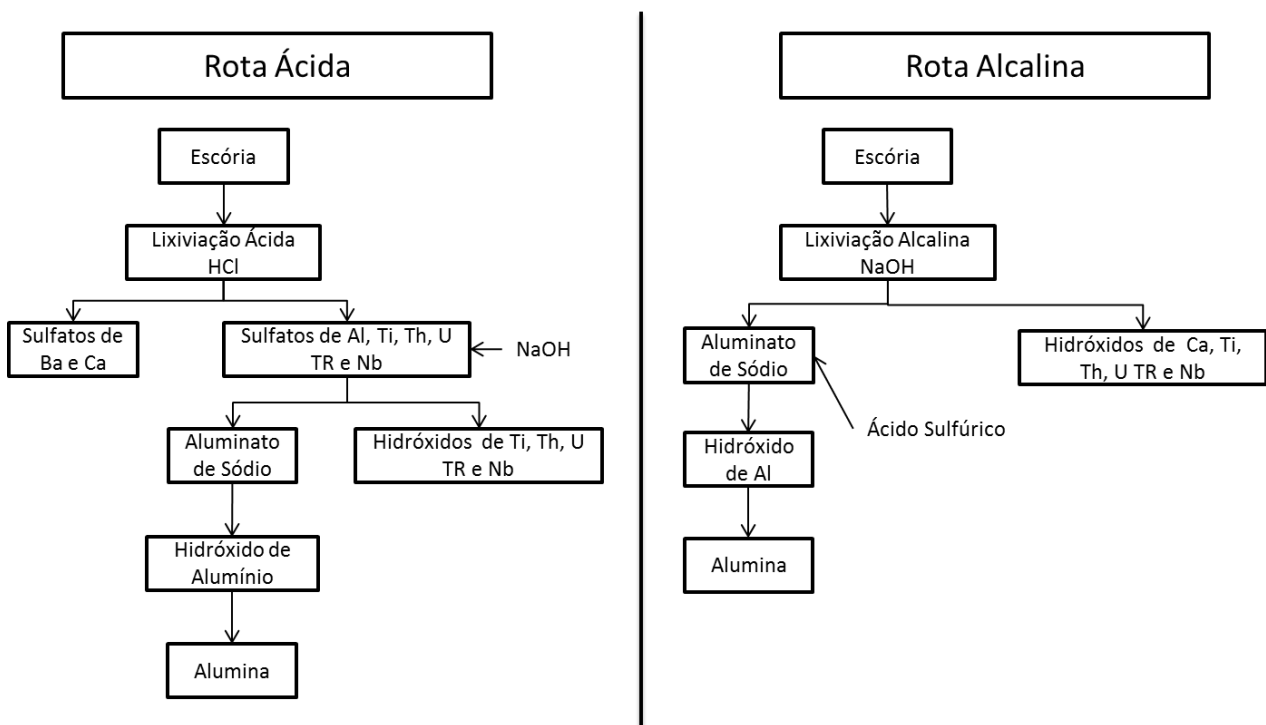 Rota Ácida
Escória
Lixiviação Ácida
HCl
Sulfatos de
Ba e Ca
Sulfatos de Al, Ti, Th, U
TR e Nb
NaOH
Aluminato
de Sódio
Hidróxidos de Ti, Th, U
TR e Nb
Hidróxido de
Alumínio
Alumina
Rota Alcalina
Escória
Lixiviação Alcalina
NaOH
Aluminato
de Sódio
Hidróxidos de Ca, Ti,
Th, U TR e Nb
Ácido Sulfúrico
Hidróxido
de Al
Alumina